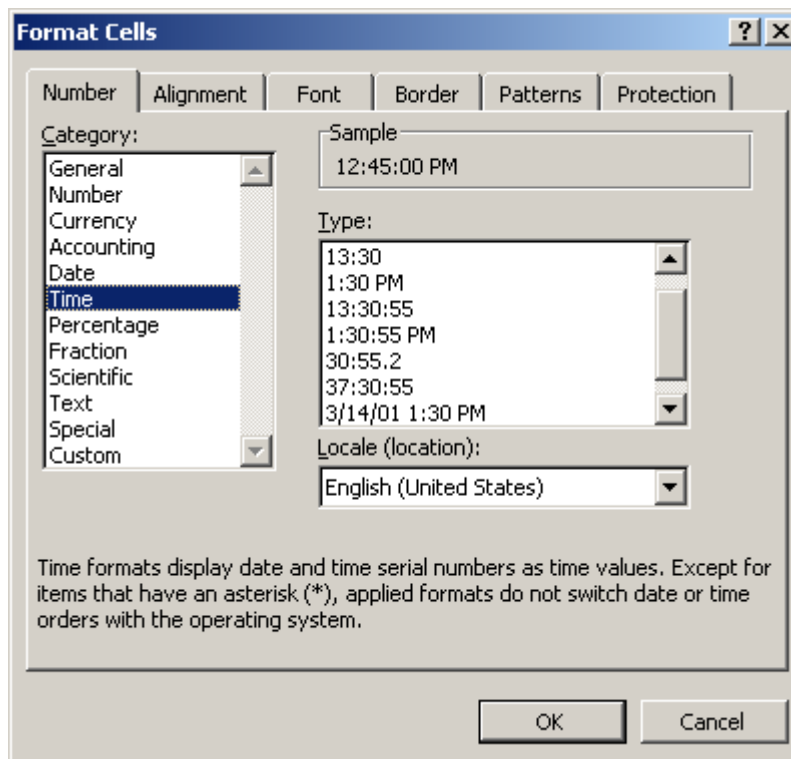 Format Cells
Number Alignment Font Border Patterns Protection
Category:
General
Number
Currency
Accounting
Date
Time
Percentage
Fraction
Scientific
Text
Special
Custom
Sample
12:45:00 PM
Type:
13:30
1:30 PM
13:30:55
1:30:55 PM
30:55.2
37:30:55
3/14/01 1:30 PM
Locale (location):
English (United States)
Time formats display date and time serial numbers as time values. Except for
items that have an asterisk (*), applied formats do not switch date or time
orders with the operating system.
OK Cancel